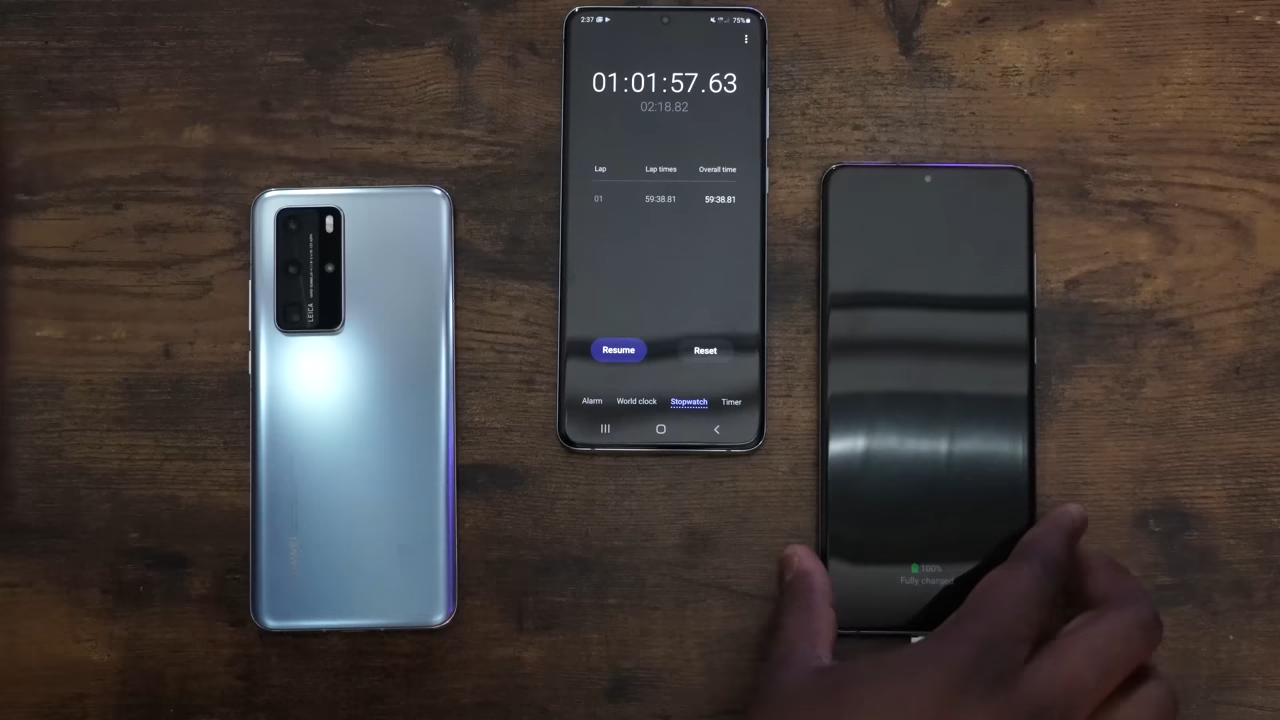 2:37
75%
01:01:57.63
02:18.82
Lap Lap times Overall time
01 59:38.81 59:38.81
Resume Reset
Alarm World clock Stopwatch Timer
LEICA
HUAWEI
100%
Fully charged